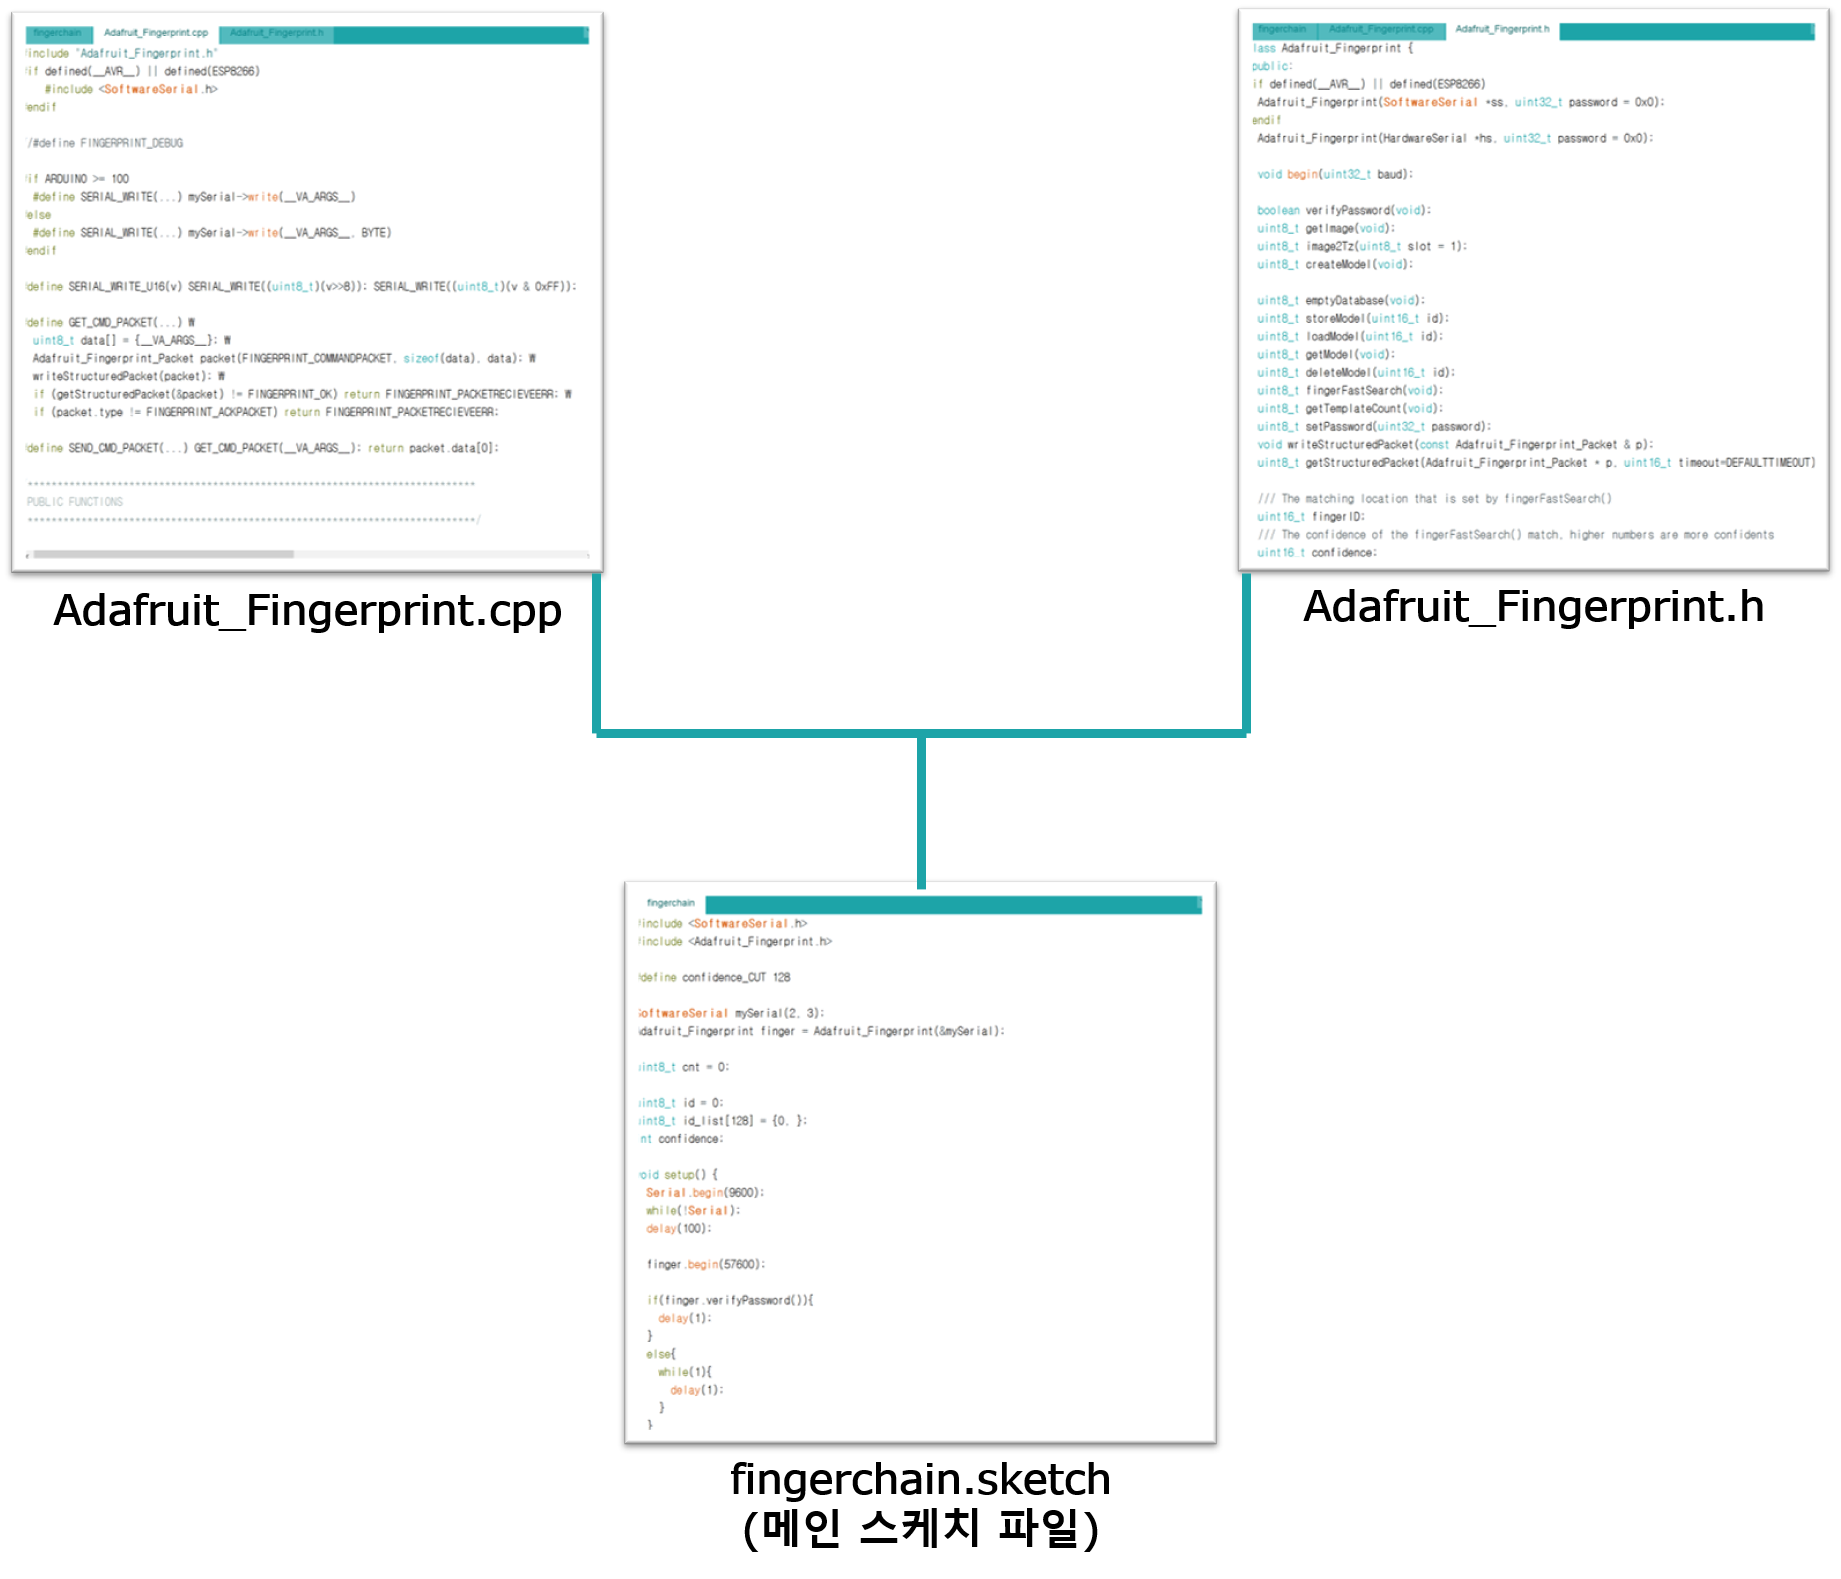 fingerchain Adafruit_Fingerprint.cpp Adafruit_Fingerprint.h
#include "Adafruit_Fingerprint.h"
#if defined(__AVR__) || defined(ESP8266)
#include <SoftwareSerial.h>
#endif
//#define FINGERPRINT_DEBUG
#if ARDUINO >= 100
#define SERIAL_WRITE(...) mySerial->write(__VA_ARGS__)
#else
#define SERIAL_WRITE(...) mySerial->write(__VA_ARGS__, BYTE)
#endif
#define SERIAL_WRITE_U16(v) SERIAL_WRITE((uint8_t)(v>>8)); SERIAL_WRITE((uint8_t)(v & 0xFF));
#define GET_CMD_PACKET(...) ₩
uint8_t data[] = {__VA_ARGS__}; ₩
Adafruit_Fingerprint_Packet packet(FINGERPRINT_COMMANDPACKET, sizeof(data), data); ₩
writeStructuredPacket(packet); ₩
if (getStructuredPacket(&packet) != FINGERPRINT_OK) return FINGERPRINT_PACKETRECIEVEERR; ₩
if (packet.type != FINGERPRINT_ACKPACKET) return FINGERPRINT_PACKETRECIEVEERR;
#define SEND_CMD_PACKET(...) GET_CMD_PACKET(__VA_ARGS__); return packet.data[0];
***************************************************************************
PUBLIC FUNCTIONS
***************************************************************************/
Adafruit_Fingerprint.cpp
fingerchain Adafruit_Fingerprint.cpp Adafruit_Fingerprint.h
lass Adafruit_Fingerprint {
public:
if defined(__AVR__) || defined(ESP8266)
Adafruit_Fingerprint(SoftwareSerial *ss, uint32_t password = 0x0);
endif
Adafruit_Fingerprint(HardwareSerial *hs, uint32_t password = 0x0);
void begin(uint32_t baud);
boolean verifyPassword(void);
uint8_t getImage(void);
uint8_t image2Tz(uint8_t slot = 1);
uint8_t createModel(void);
uint8_t emptyDatabase(void);
uint8_t storeModel(uint16_t id);
uint8_t loadModel(uint16_t id);
uint8_t getModel(void);
uint8_t deleteModel(uint16_t id);
uint8_t fingerFastSearch(void);
uint8_t getTemplateCount(void);
uint8_t setPassword(uint32_t password);
void writeStructuredPacket(const Adafruit_Fingerprint_Packet & p);
uint8_t getStructuredPacket(Adafruit_Fingerprint_Packet * p, uint16_t timeout=DEFAULTTIMEOUT)
/// The matching location that is set by fingerFastSearch()
uint16_t fingerID;
/// The confidence of the fingerFastSearch() match, higher numbers are more confidents
uint16_t confidence;
Adafruit_Fingerprint.h
fingerchain
#include <SoftwareSerial.h>
#include <Adafruit_Fingerprint.h>
#define confidence_CUT 128
SoftwareSerial mySerial(2, 3);
Adafruit_Fingerprint finger = Adafruit_Fingerprint(&mySerial);
uint8_t cnt = 0;
uint8_t id = 0;
uint8_t id_list[128] = {0, };
int confidence;
void setup() {
Serial.begin(9600);
while(!Serial);
delay(100);
finger.begin(57600);
if(finger.verifyPassword()){
delay(1);
}
else{
while(1){
delay(1);
}
}
fingerchain.sketch
(메인 스케치 파일)